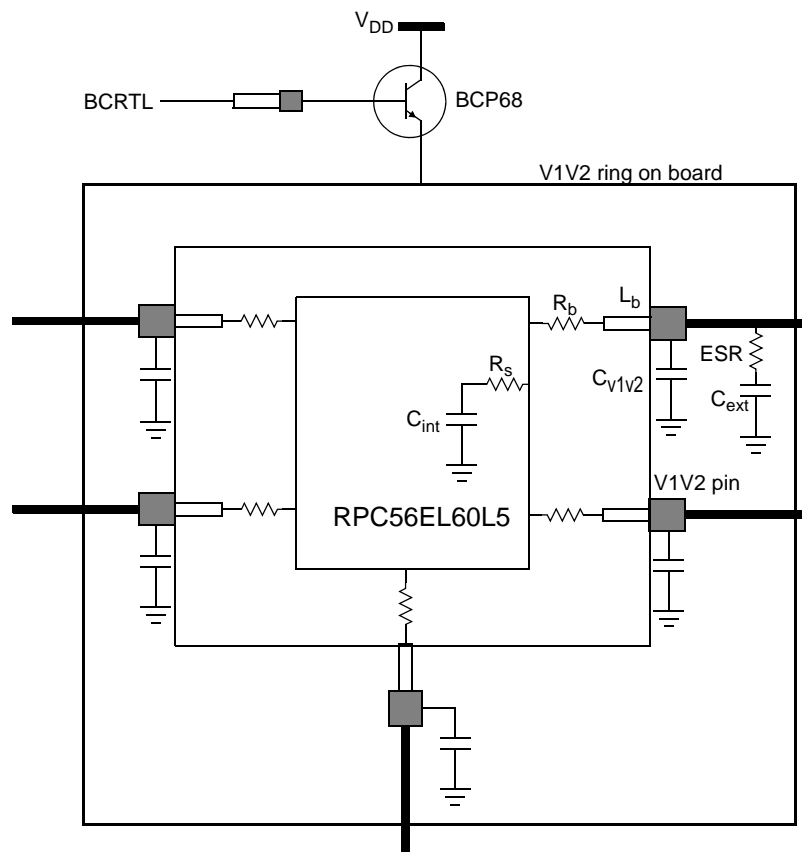 VDD
BCRTL
BCP68
V1V2 ring on board
Rb
Lb
Rs
Cv1v2
ESR
Cext
Cint
V1V2 pin
RPC56EL60L5